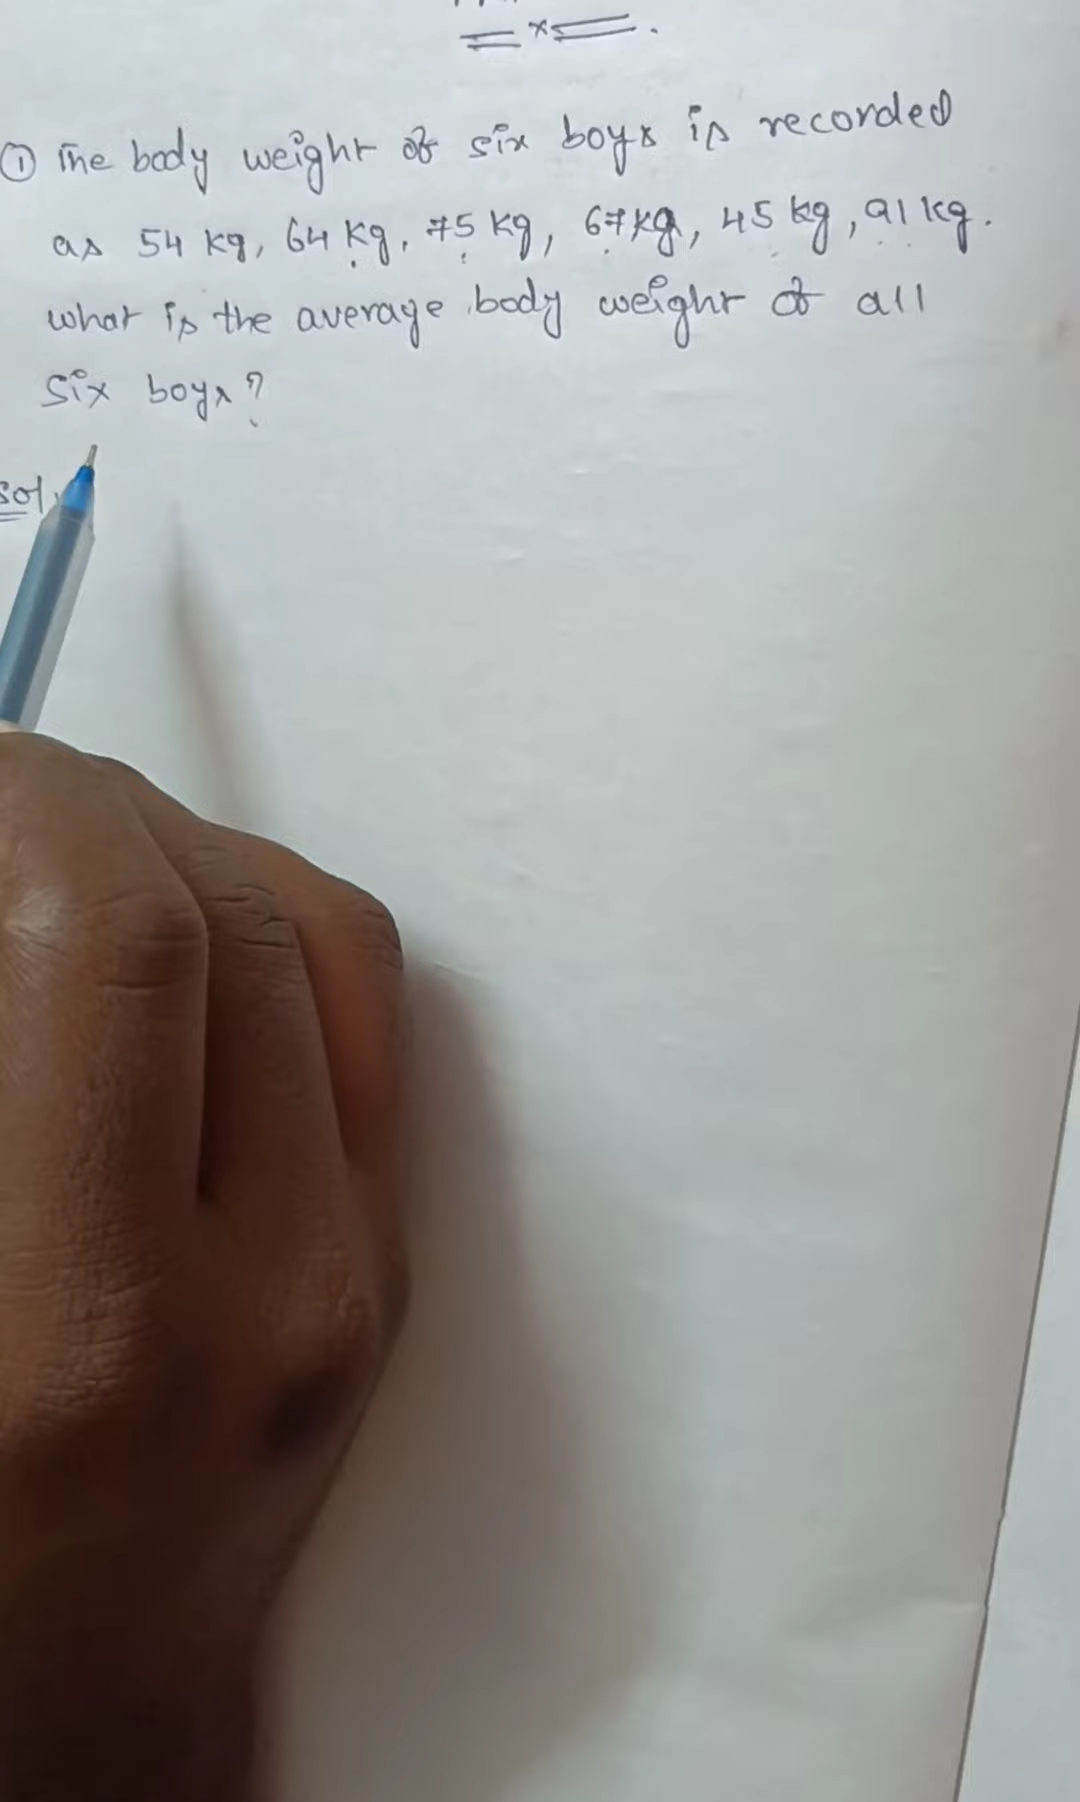 = x =.
① The body weight of six boys is recorded
as 54 kg, 64 kg, 75 kg, 67 kg, 45 kg, 91 kg.
what is the average body weight of all
six boys?
Sol